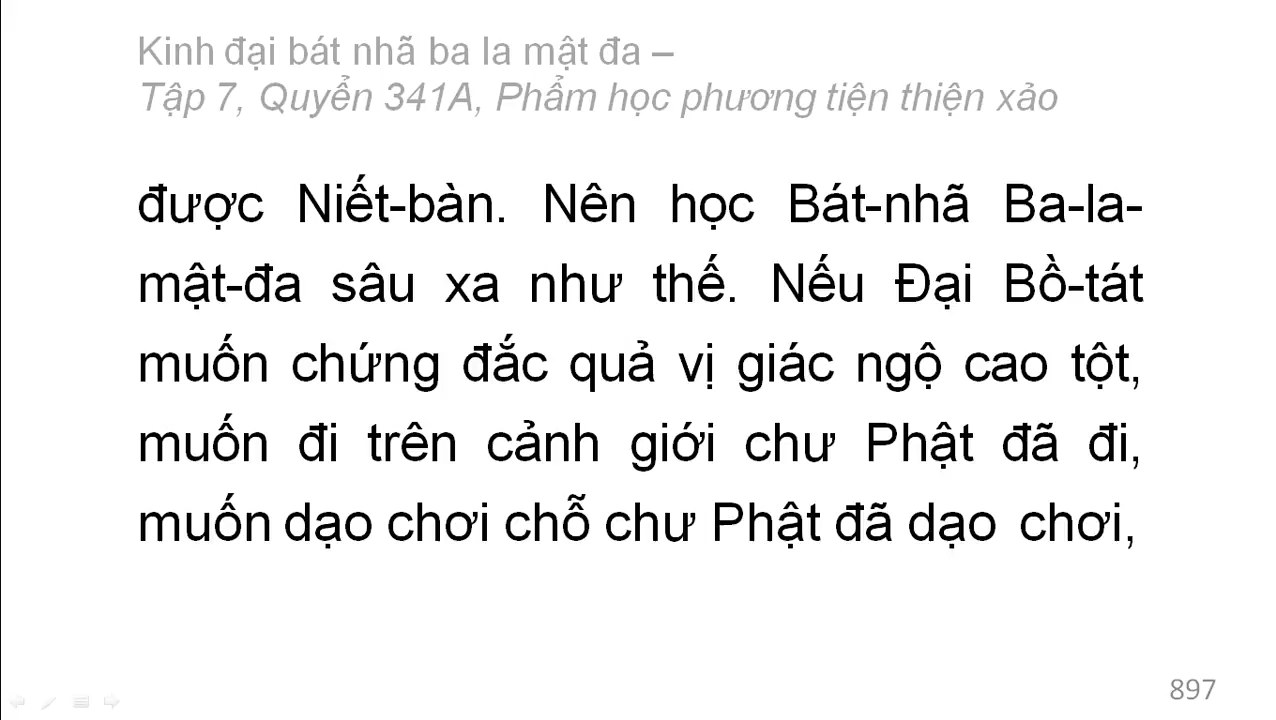 Kinh đại bát nhã ba la mật đa –
Tập 7, Quyển 341A, Phẩm học phương tiện thiện xảo
được Niết-bàn. Nên học Bát-nhã Ba-la-
mật-đa sâu xa như thế. Nếu Đại Bồ-tát
muốn chứng đắc quả vị giác ngộ cao tột,
muốn đi trên cảnh giới chư Phật đã đi,
muốn dạo chơi chỗ chư Phật đã dạo chơi,
897